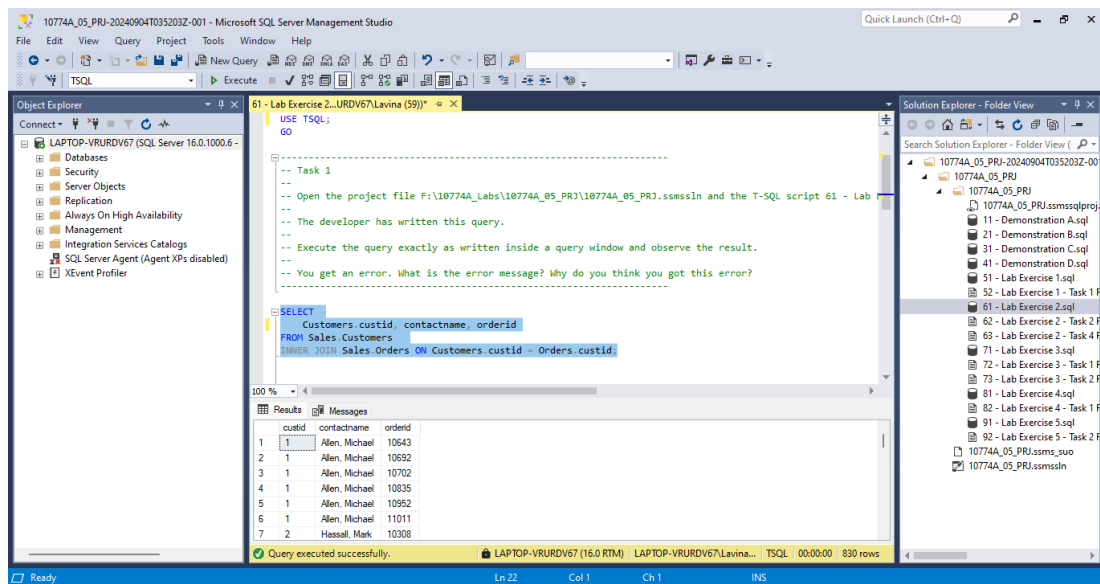 10774A_05_PRJ-20240904T035203Z-001 - Microsoft SQL Server Management Studio
Quick Launch (Ctrl+Q)
File Edit View Query Project Tools Window Help
New Query
TSQL
Execute
Object Explorer
Connect
LAPTOP-VRURDV67 (SQL Server 16.0.1000.6 -
Databases
Security
Server Objects
Replication
Always On High Availability
Management
Integration Services Catalogs
SQL Server Agent (Agent XPs disabled)
XEvent Profiler
61 - Lab Exercise 2...URDV67\Lavina (59))*
USE TSQL;
GO
---------------------------------------------------------------------
-- Task 1
--
-- Open the project file F:\10774A_Labs\10774A_05_PRJ\10774A_05_PRJ.ssmssln and the T-SQL script 61 - Lab
--
-- The developer has written this query.
--
-- Execute the query exactly as written inside a query window and observe the result.
--
-- You get an error. What is the error message? Why do you think you got this error?
---------------------------------------------------------------------
SELECT
Customers.custid, contactname, orderid
FROM Sales.Customers
INNER JOIN Sales.Orders ON Customers.custid = Orders.custid;
100 %
Results Messages
custid contactname orderid
1 1 Allen, Michael 10643
2 1 Allen, Michael 10692
3 1 Allen, Michael 10702
4 1 Allen, Michael 10835
5 1 Allen, Michael 10952
6 1 Allen, Michael 11011
7 2 Hassall, Mark 10308
Query executed successfully.
LAPTOP-VRURDV67 (16.0 RTM) LAPTOP-VRURDV67\Lavina... TSQL 00:00:00 830 rows
Solution Explorer - Folder View
Search Solution Explorer - Folder View (
10774A_05_PRJ-20240904T035203Z-00
10774A_05_PRJ
10774A_05_PRJ
10774A_05_PRJ.ssmssqlproj
11 - Demonstration A.sql
21 - Demonstration B.sql
31 - Demonstration C.sql
41 - Demonstration D.sql
51 - Lab Exercise 1.sql
52 - Lab Exercise 1 - Task 1
61 - Lab Exercise 2.sql
62 - Lab Exercise 2 - Task 2
63 - Lab Exercise 2 - Task 4
71 - Lab Exercise 3.sql
72 - Lab Exercise 3 - Task 1
73 - Lab Exercise 3 - Task 2
81 - Lab Exercise 4.sql
82 - Lab Exercise 4 - Task 1
91 - Lab Exercise 5.sql
92 - Lab Exercise 5 - Task 2
10774A_05_PRJ.ssms_suo
10774A_05_PRJ.ssmssln
Ready Ln 22 Col 1 Ch 1 INS